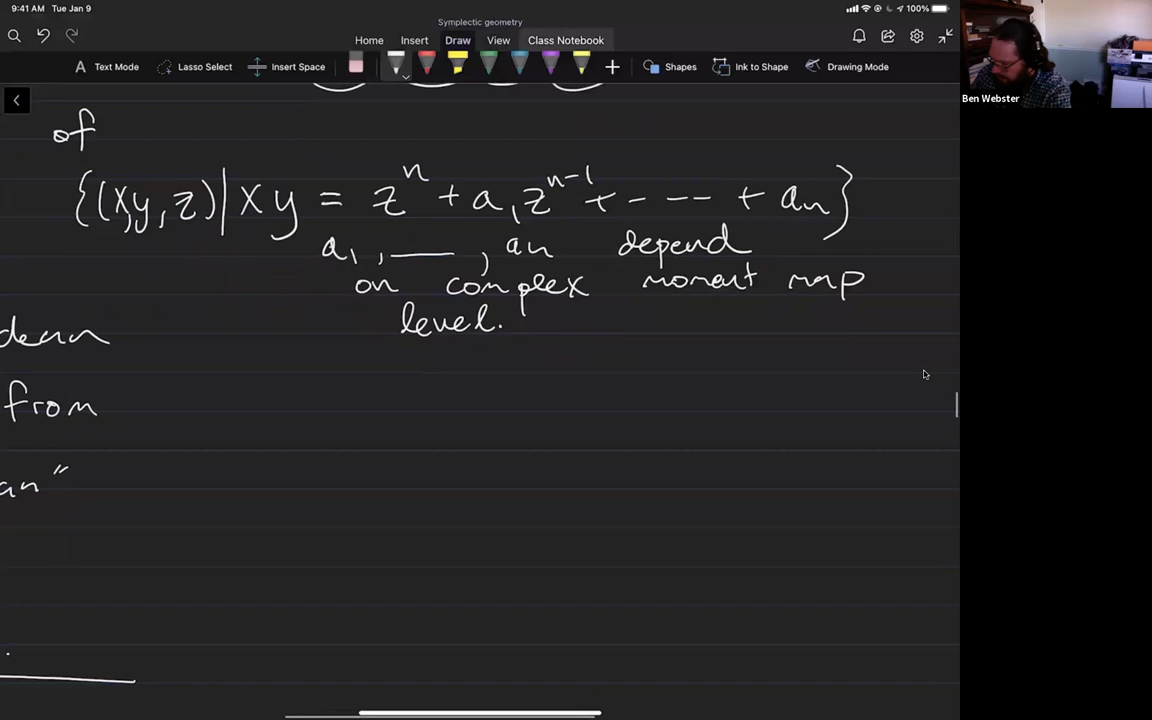 9:41 AM Tue Jan 9
100%
Symplectic geometry
Home Insert Draw View Class Notebook
Text Mode Lasso Select Insert Space Shapes Ink to Shape Drawing Mode
Ben Webster
of
{(x,y,z) | xy = z^n + a_1 z^{n-1} + - -- + a_n}
a_1, ___, a_n depend
on complex moment map
level.
dean
from
an"